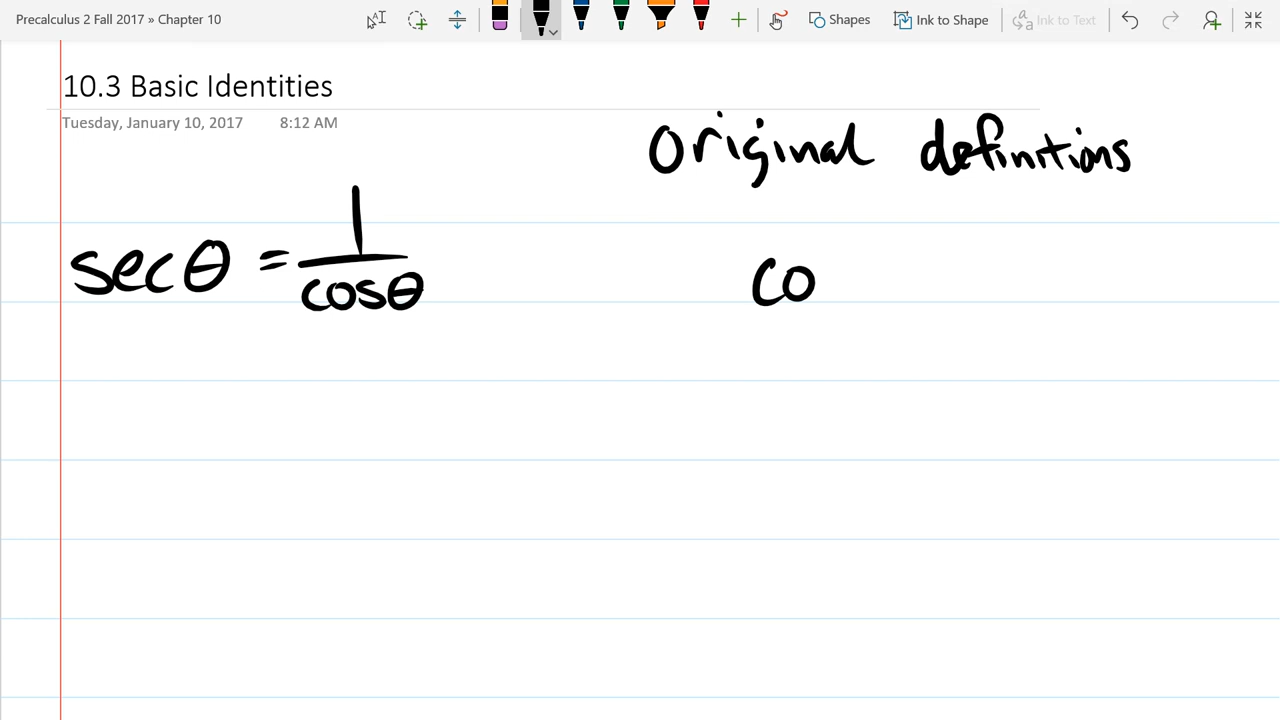 Precalculus 2 Fall 2017 » Chapter 10
Shapes
Ink to Shape
Ink to Text
10.3 Basic Identities
Tuesday, January 10, 2017 8:12 AM
Original definitions
secθ = 1/cosθ
co